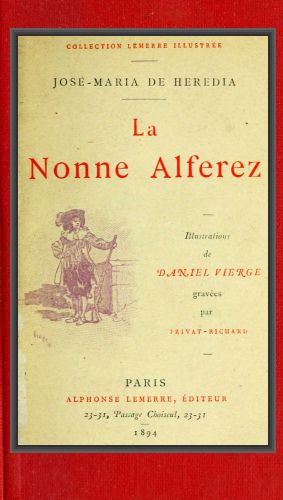 COLLECTION LEMERRE ILLUSTRÉE
JOSÉ-MARIA DE HEREDIA
La
Nonne Alferez
Illustrations
de
DANIEL VIERGE
gravées
par
PRIVAT-RICHARD
PARIS
ALPHONSE LEMERRE, ÉDITEUR
23-31, Passage Choiseul, 23-31
1894